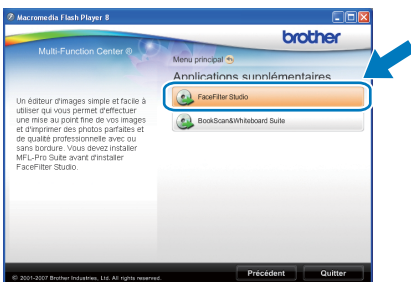 Macromedia Flash Player 8
brother
Multi-Function Center ®
Menu principal
Applications supplémentaires
FaceFilter Studio
BookScan&Whiteboard Suite
Un éditeur d'images simple et facile à
utiliser qui vous permet d'effectuer
une mise au point fine de vos images
et d'imprimer des photos parfaites et
de qualité professionnelle avec ou
sans bordure. Vous devez installer
MFL-Pro Suite avant d'installer
FaceFilter Studio.
© 2001-2007 Brother Industries, Ltd. All rights reserved.
Précédent
Quitter